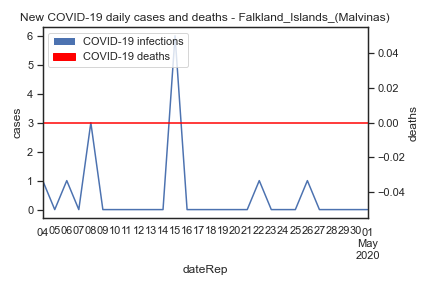 New COVID-19 daily cases and deaths - Falkland_Islands_(Malvinas)
COVID-19 infections
COVID-19 deaths
6
5
4
3
2
1
0
cases
0.04
0.02
0.00
−0.02
−0.04
deaths
04 05 06 07 08 09 10 11 12 13 14 15 16 17 18 19 20 21 22 23 24 25 26 27 28 29 30 01
May
2020
dateRep